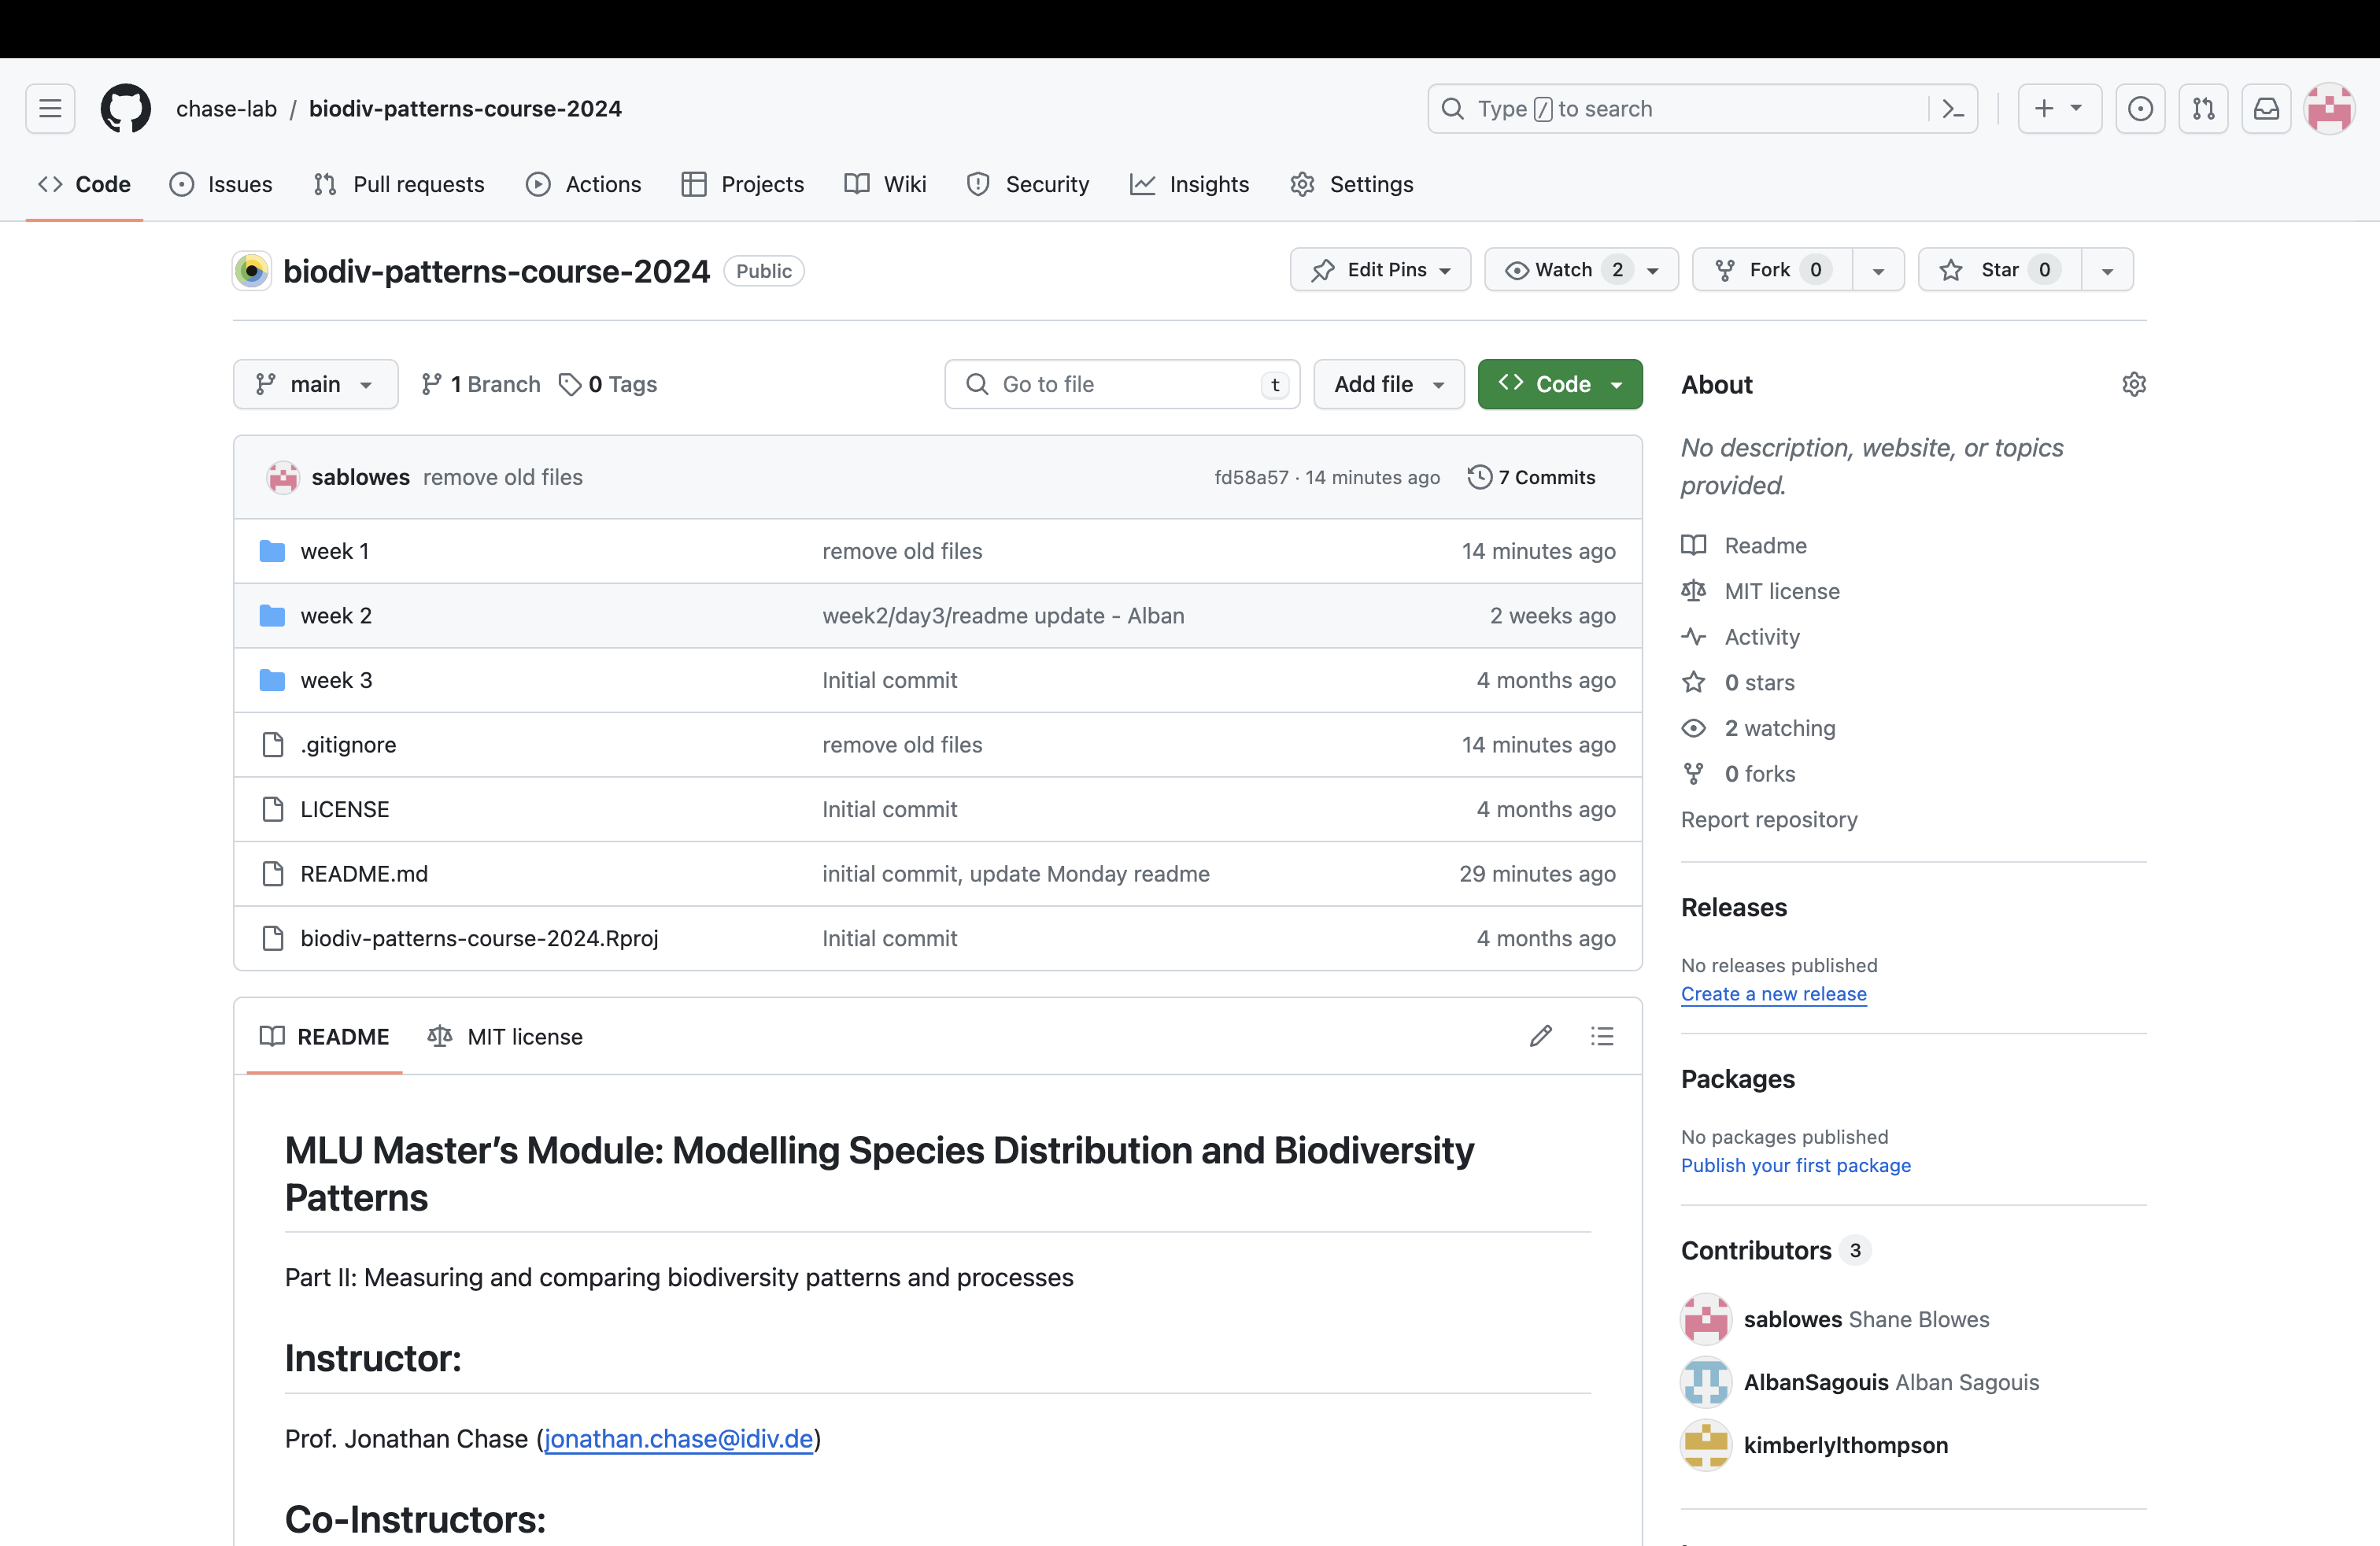 chase-lab / biodiv-patterns-course-2024
Type / to search
Code Issues Pull requests Actions Projects Wiki Security Insights Settings
biodiv-patterns-course-2024 Public
Edit Pins Watch 2 Fork 0 Star 0
main 1 Branch 0 Tags
Go to file t Add file Code
sablowes remove old files fd58a57 · 14 minutes ago 7 Commits
week 1 remove old files 14 minutes ago
week 2 week2/day3/readme update - Alban 2 weeks ago
week 3 Initial commit 4 months ago
.gitignore remove old files 14 minutes ago
LICENSE Initial commit 4 months ago
README.md initial commit, update Monday readme 29 minutes ago
biodiv-patterns-course-2024.Rproj Initial commit 4 months ago
README MIT license
MLU Master’s Module: Modelling Species Distribution and Biodiversity
Patterns
Part II: Measuring and comparing biodiversity patterns and processes
Instructor:
Prof. Jonathan Chase (jonathan.chase@idiv.de)
Co-Instructors:
About
No description, website, or topics
provided.
Readme
MIT license
Activity
0 stars
2 watching
0 forks
Report repository
Releases
No releases published
Create a new release
Packages
No packages published
Publish your first package
Contributors 3
sablowes Shane Blowes
AlbanSagouis Alban Sagouis
kimberlylthompson